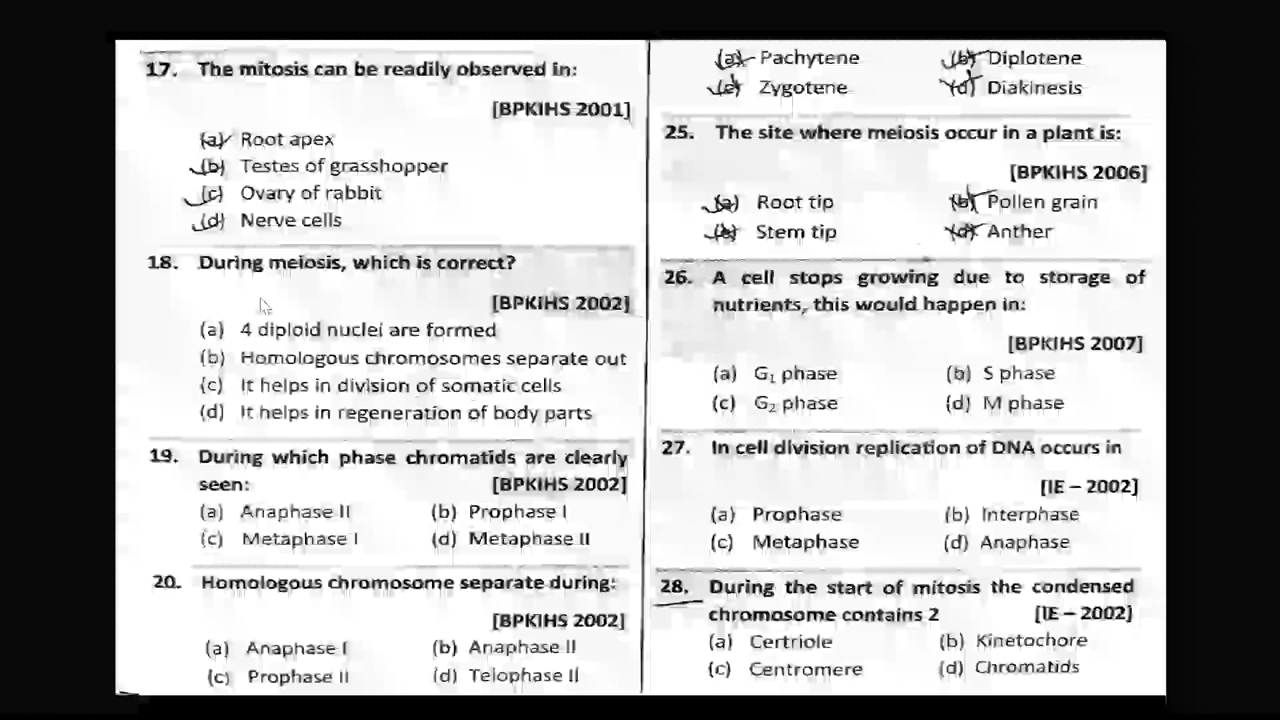 17. The mitosis can be readily observed in:
[BPKIHS 2001]
(a) Root apex
(b) Testes of grasshopper
(c) Ovary of rabbit
(d) Nerve cells
18. During meiosis, which is correct?
[BPKIHS 2002]
(a) 4 diploid nuclei are formed
(b) Homologous chromosomes separate out
(c) It helps in division of somatic cells
(d) It helps in regeneration of body parts
19. During which phase chromatids are clearly
seen: [BPKIHS 2002]
(a) Anaphase II (b) Prophase I
(c) Metaphase I (d) Metaphase II
20. Homologous chromosome separate during:
[BPKIHS 2002]
(a) Anaphase I (b) Anaphase II
(c) Prophase II (d) Telophase II
(a) Pachytene (b) Diplotene
(c) Zygotene (d) Diakinesis
25. The site where meiosis occur in a plant is:
[BPKIHS 2006]
(a) Root tip (b) Pollen grain
(c) Stem tip (d) Anther
26. A cell stops growing due to storage of
nutrients, this would happen in:
[BPKIHS 2007]
(a) G₁ phase (b) S phase
(c) G₂ phase (d) M phase
27. In cell division replication of DNA occurs in
[IE – 2002]
(a) Prophase (b) Interphase
(c) Metaphase (d) Anaphase
28. During the start of mitosis the condensed
chromosome contains 2 [IE – 2002]
(a) Certriole (b) Kinetochore
(c) Centromere (d) Chromatids